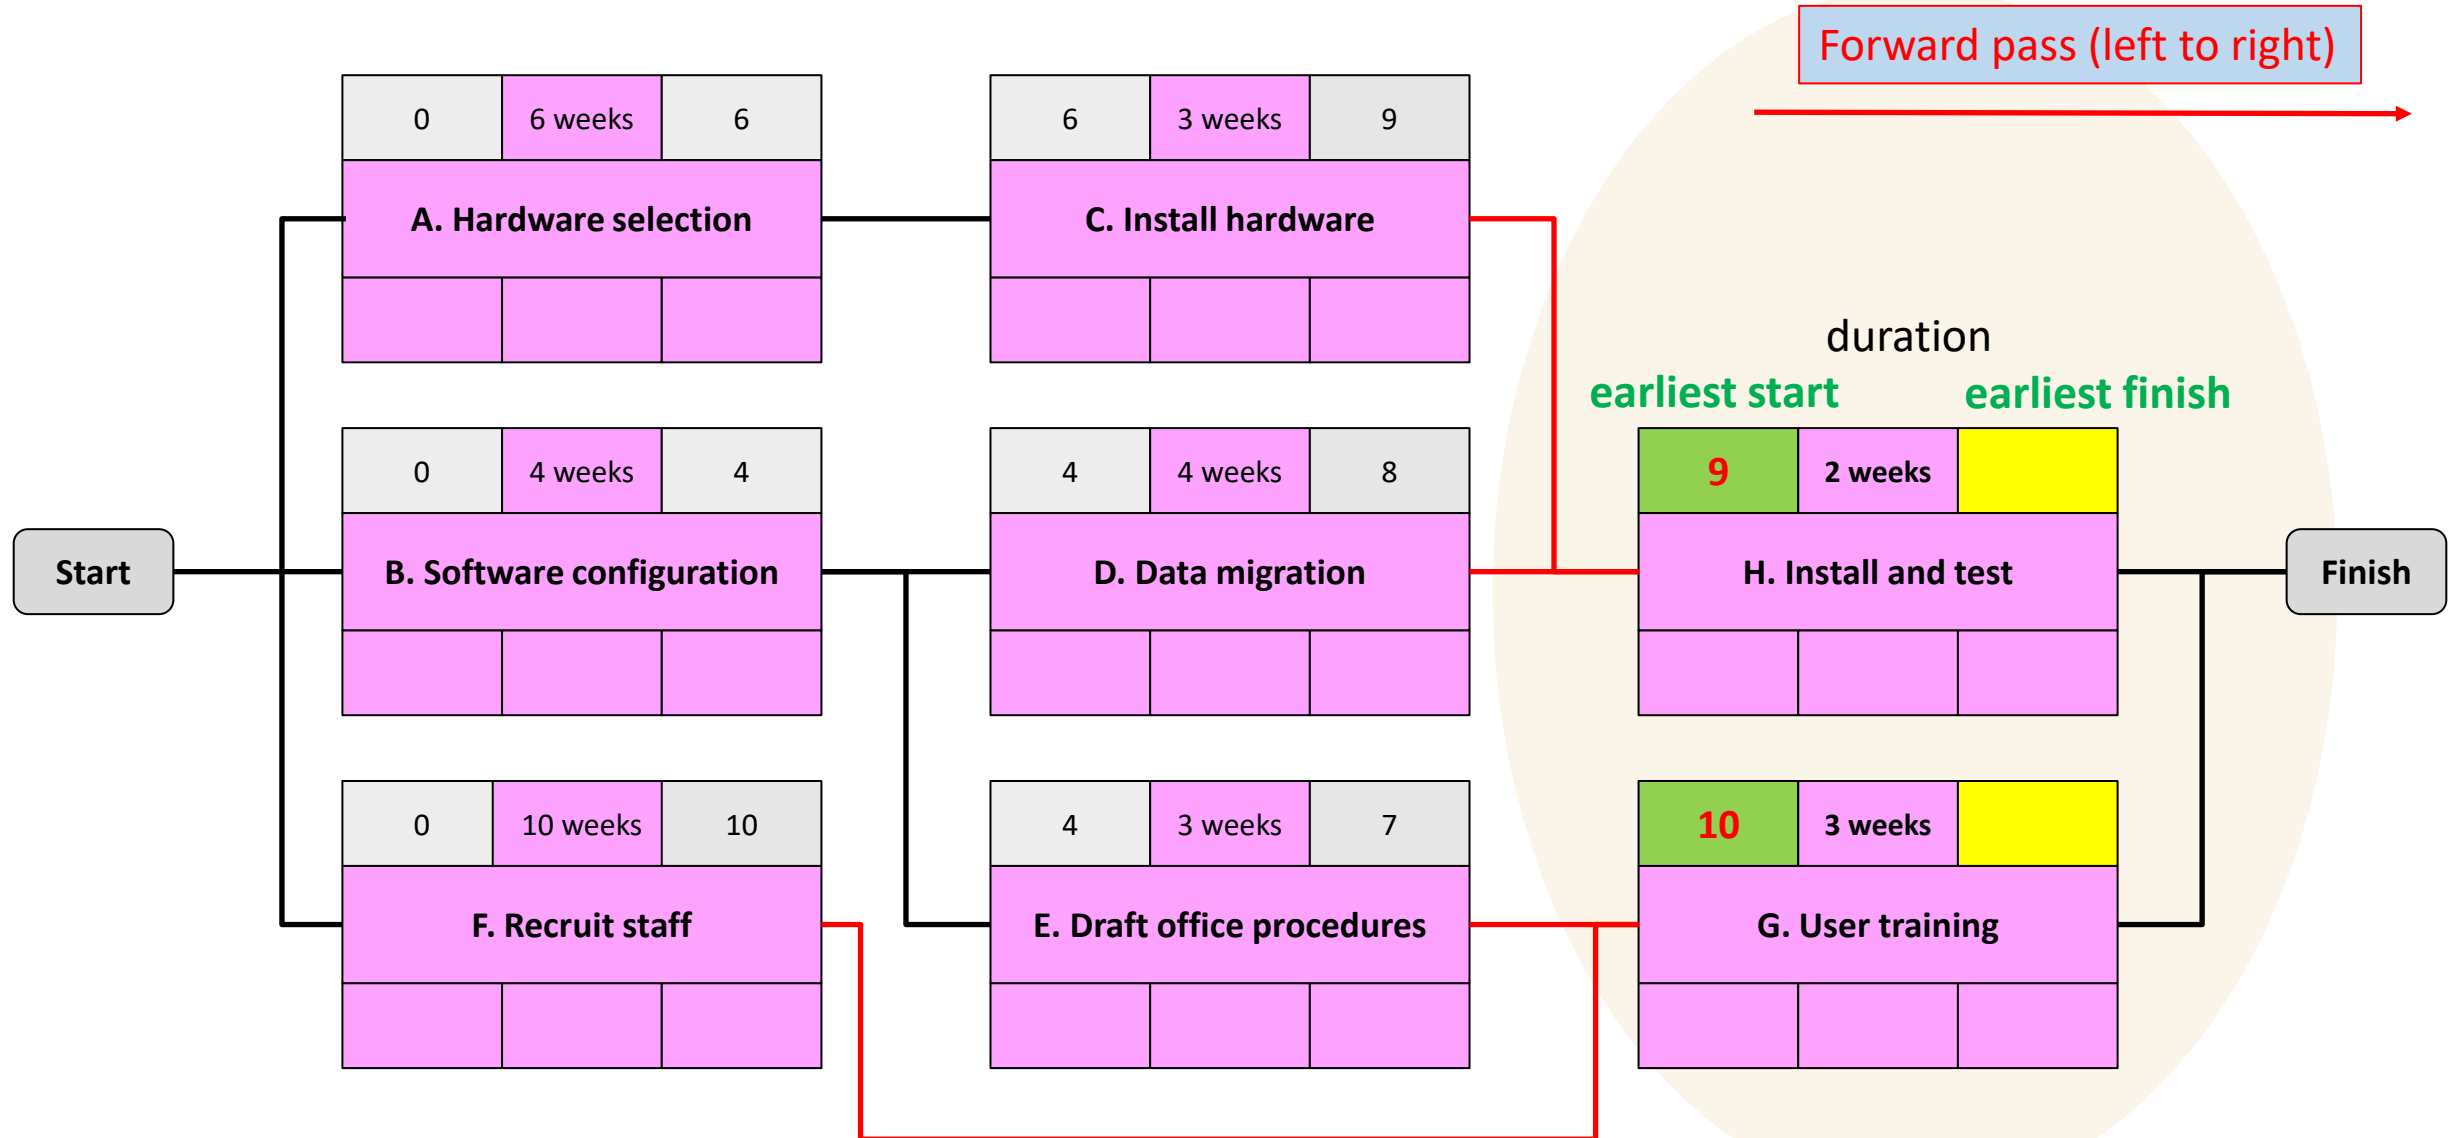 Forward pass (left to right)
0 6 weeks 6
A. Hardware selection
6 3 weeks 9
C. Install hardware
duration
earliest start earliest finish
0 4 weeks 4
B. Software configuration
4 4 weeks 8
D. Data migration
9 2 weeks
H. Install and test
Start
Finish
0 10 weeks 10
F. Recruit staff
4 3 weeks 7
E. Draft office procedures
10 3 weeks
G. User training